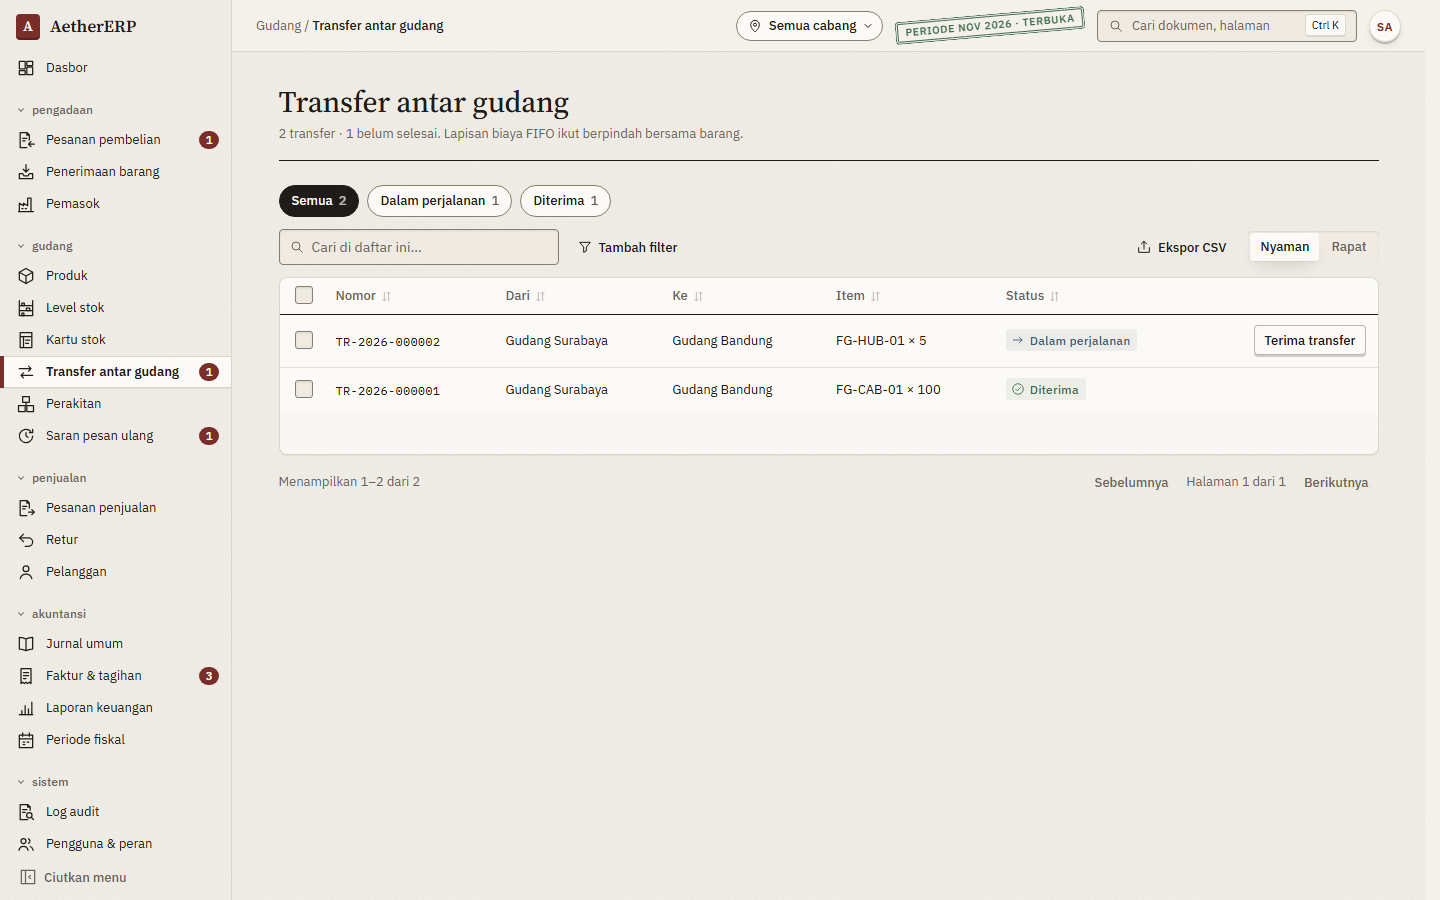 A AetherERP
Gudang / Transfer antar gudang
Semua cabang
PERIODE NOV 2026 · TERBUKA
Cari dokumen, halaman Ctrl K
SA
Dasbor
pengadaan
Pesanan pembelian 1
Penerimaan barang
Pemasok
gudang
Produk
Level stok
Kartu stok
Transfer antar gudang 1
Perakitan
Saran pesan ulang 1
penjualan
Pesanan penjualan
Retur
Pelanggan
akuntansi
Jurnal umum
Faktur & tagihan 3
Laporan keuangan
Periode fiskal
sistem
Log audit
Pengguna & peran
Ciutkan menu
Transfer antar gudang
2 transfer · 1 belum selesai. Lapisan biaya FIFO ikut berpindah bersama barang.
Semua 2 Dalam perjalanan 1 Diterima 1
Cari di daftar ini... Tambah filter Ekspor CSV Nyaman Rapat
Nomor Dari Ke Item Status
TR-2026-000002 Gudang Surabaya Gudang Bandung FG-HUB-01 × 5 Dalam perjalanan Terima transfer
TR-2026-000001 Gudang Surabaya Gudang Bandung FG-CAB-01 × 100 Diterima
Menampilkan 1–2 dari 2 Sebelumnya Halaman 1 dari 1 Berikutnya